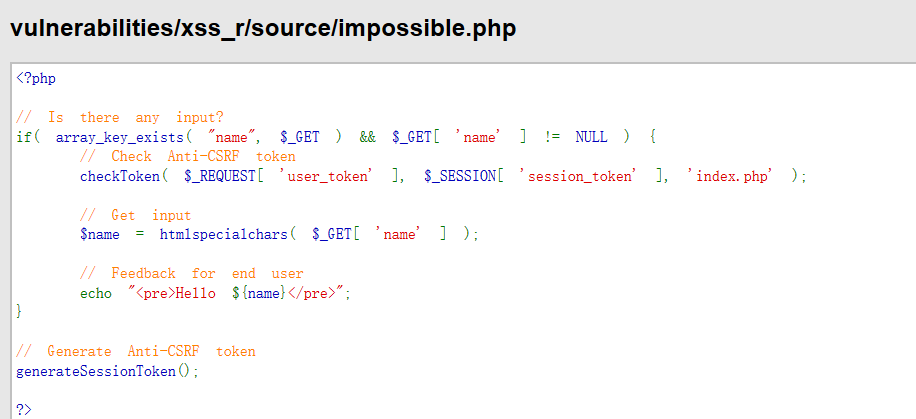 vulnerabilities/xss_r/source/impossible.php
<?php
// Is there any input?
if( array_key_exists( "name", $_GET ) && $_GET[ 'name' ] != NULL ) {
// Check Anti-CSRF token
checkToken( $_REQUEST[ 'user_token' ], $_SESSION[ 'session_token' ], 'index.php' );
// Get input
$name = htmlspecialchars( $_GET[ 'name' ] );
// Feedback for end user
echo "<pre>Hello ${name}</pre>";
}
// Generate Anti-CSRF token
generateSessionToken();
?>